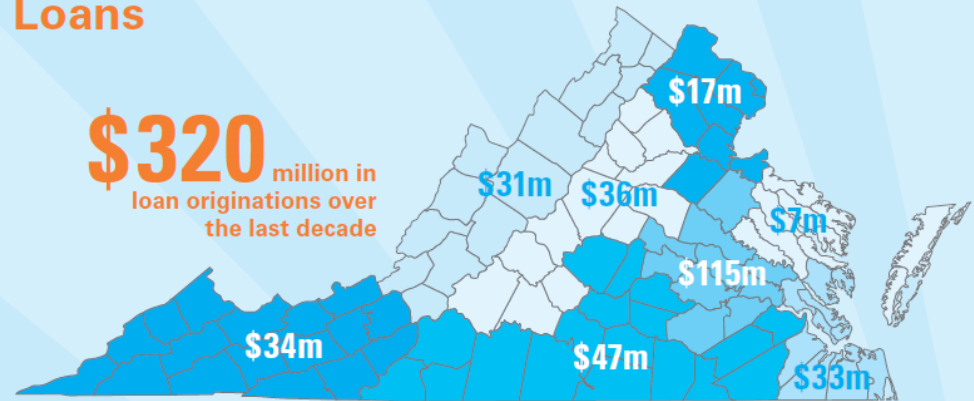 Loans
$320 million in
loan originations over
the last decade
$17m
$31m
$36m
$7m
$115m
$34m
$47m
$33m